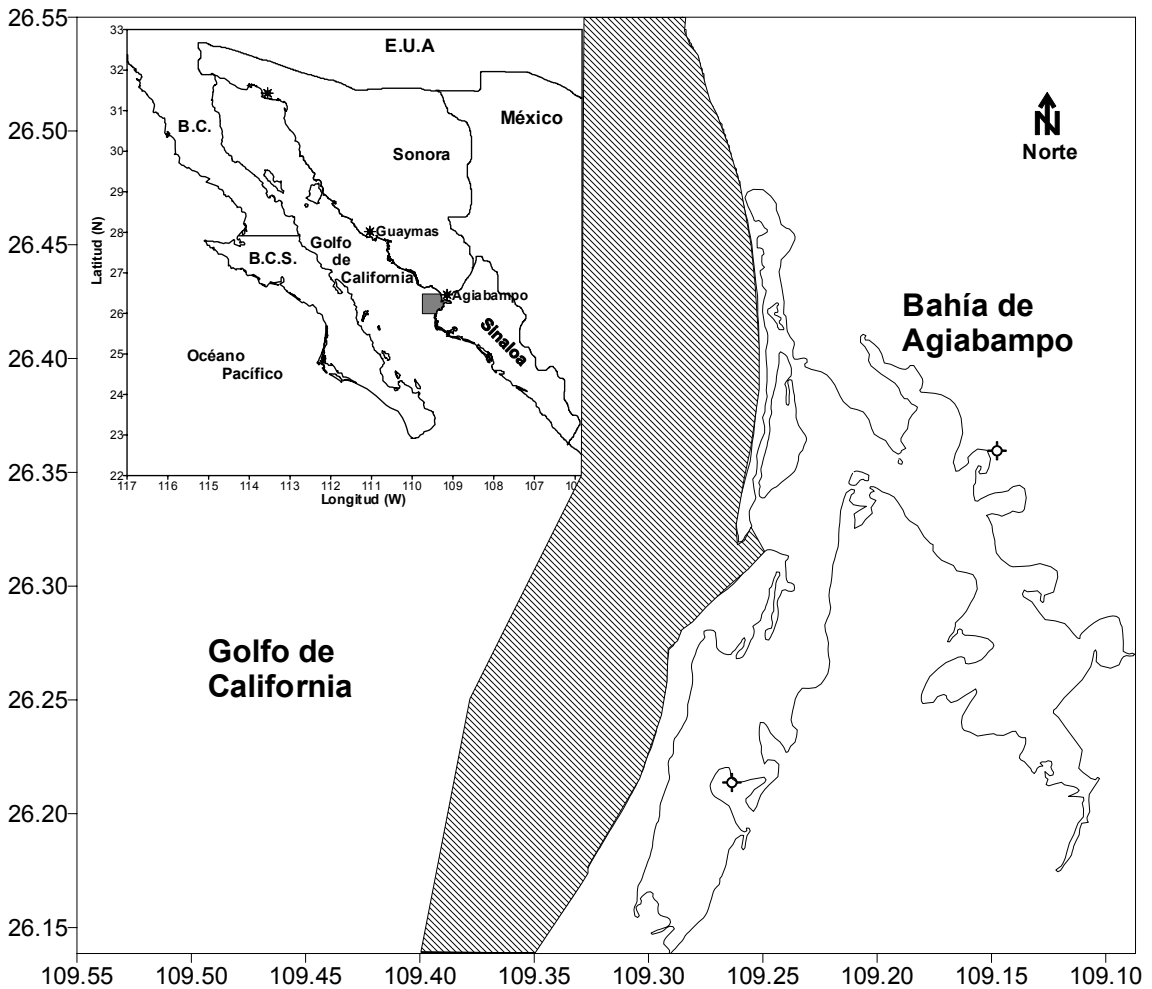 26.55
26.50
26.45
26.40
26.35
26.30
26.25
26.20
26.15
109.55
109.50
109.45
109.40
109.35
109.30
109.25
109.20
109.15
109.10
33
32
31
30
29
28
27
26
25
24
23
22
117
116
115
114
113
112
111
110
109
108
107
Latitud (N)
Longitud (W)
E.U.A
México
B.C.
Sonora
Guaymas
B.C.S.
Golfo
de
California
Agiabampo
Sinaloa
Océano
Pacífico
N
Norte
Bahía de
Agiabampo
Golfo de
California